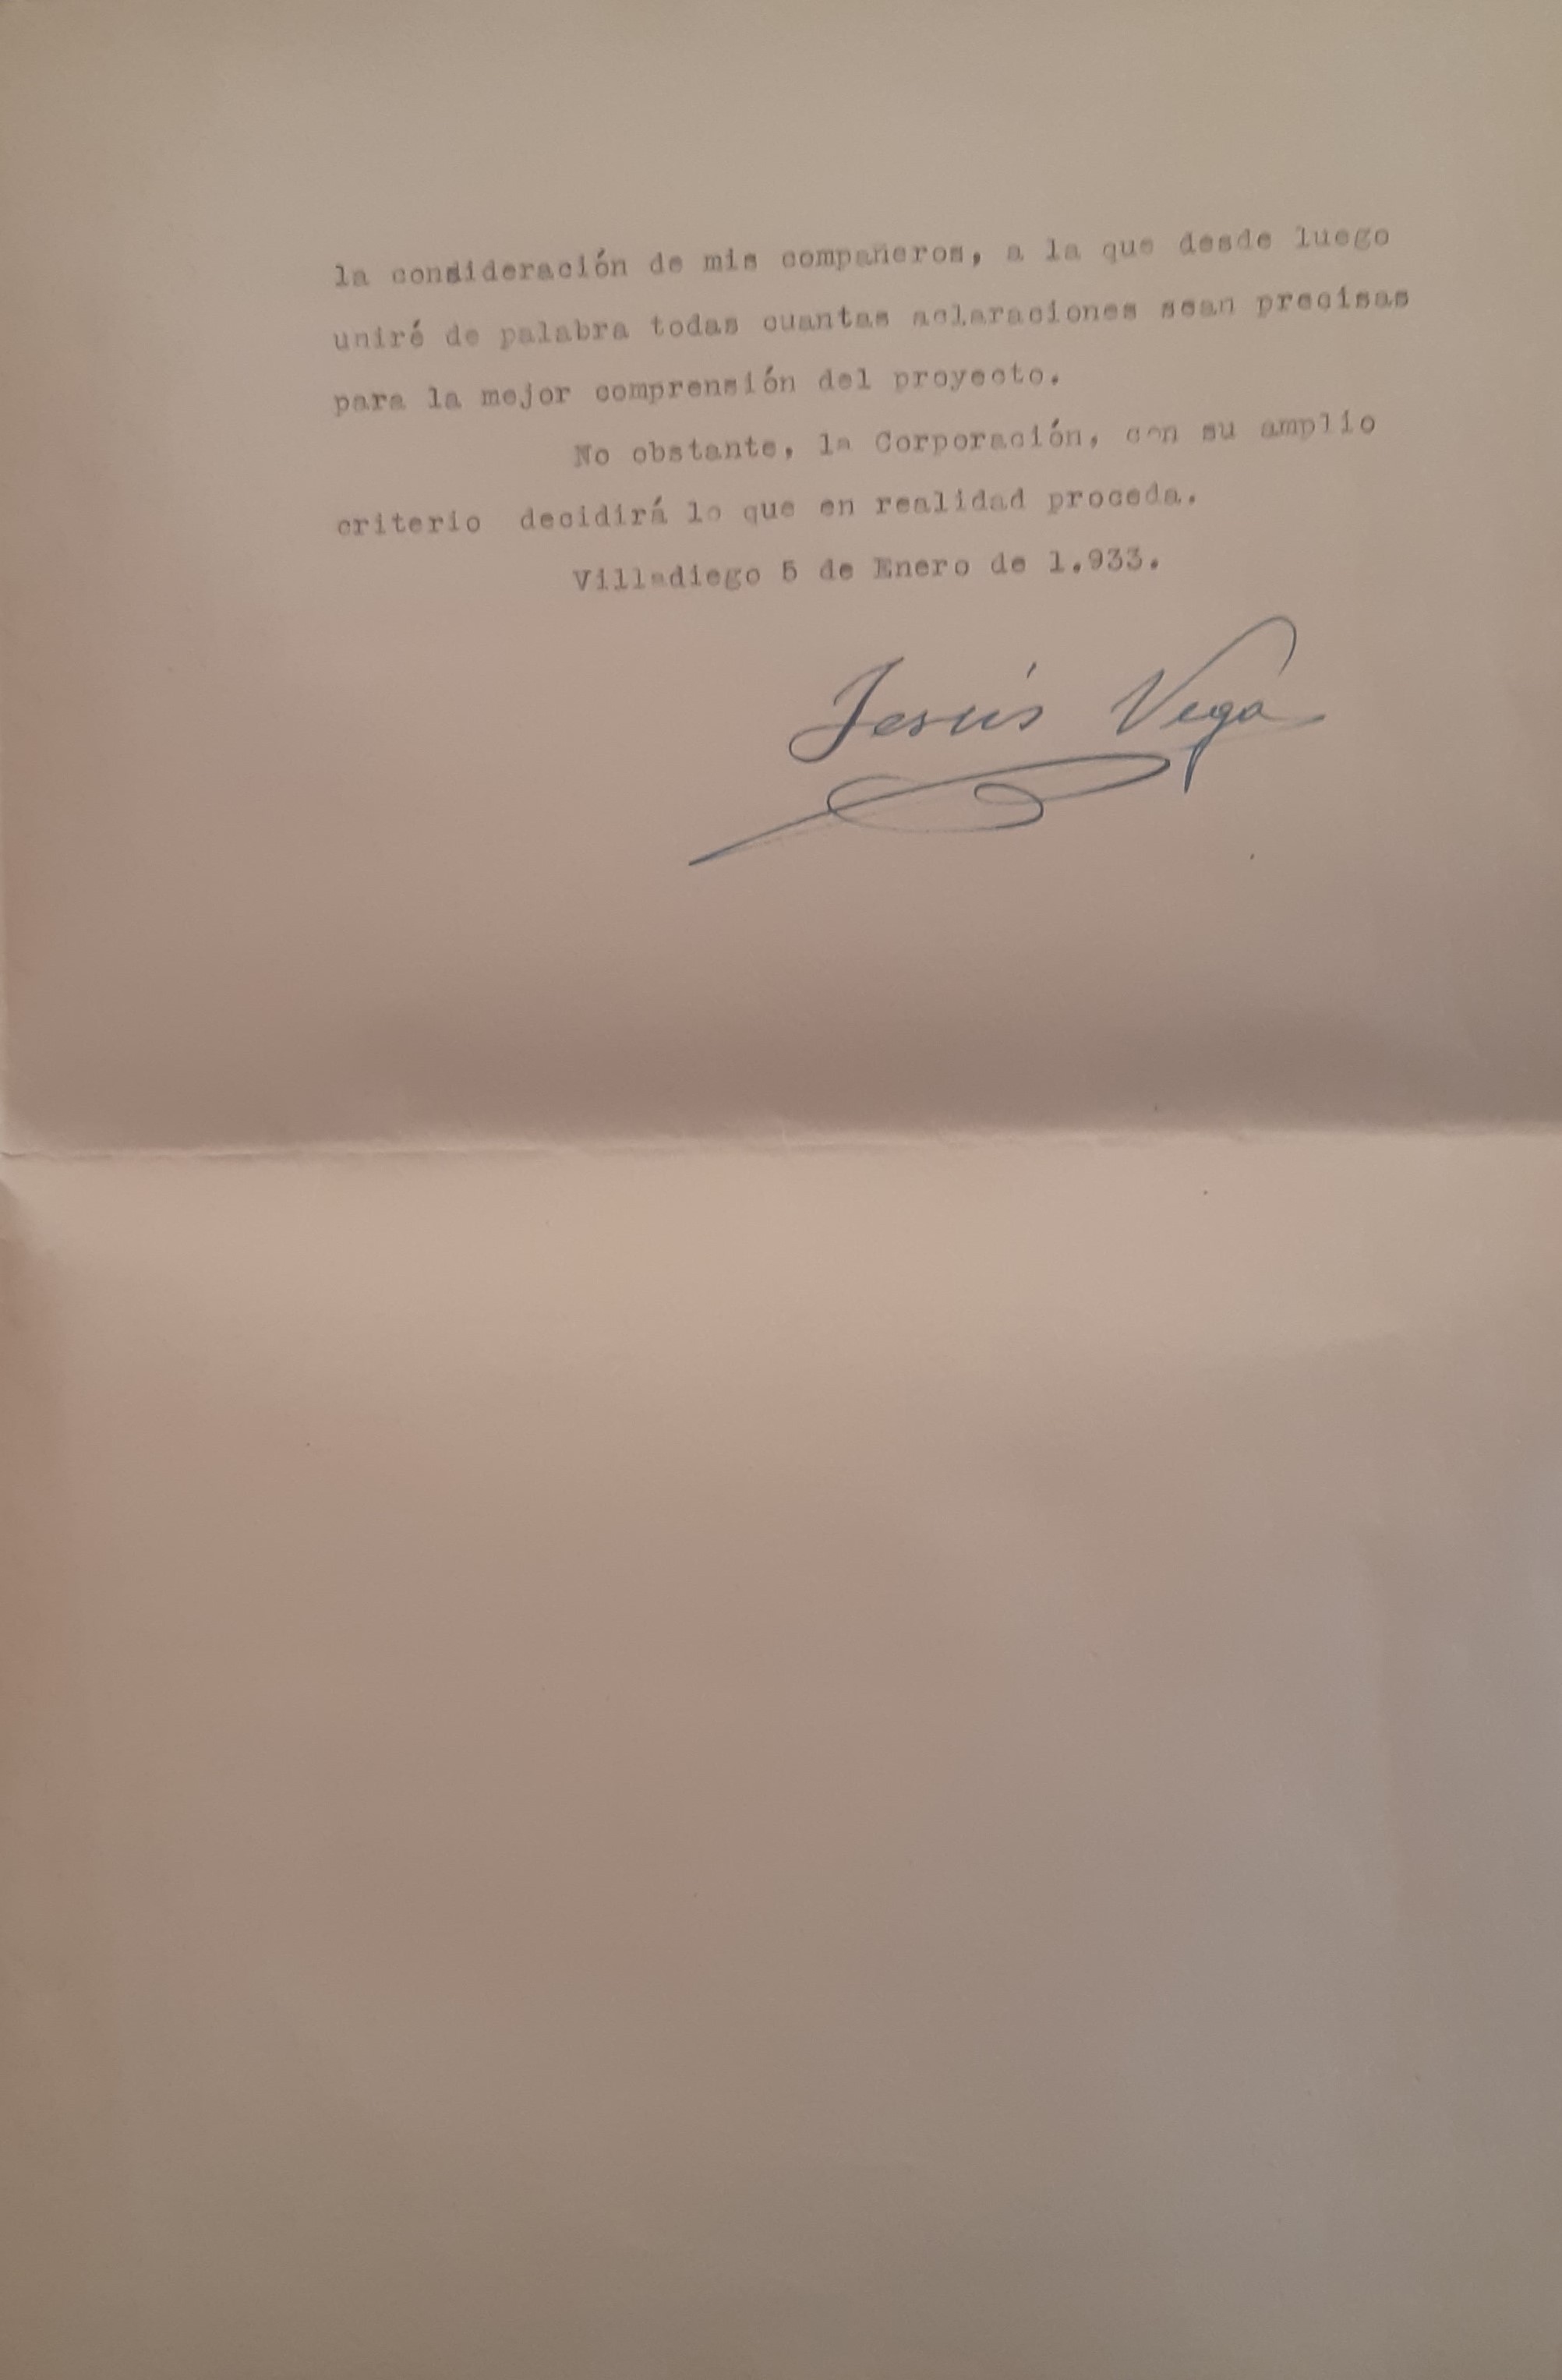 la consideración de mis compañeros, a la que desde luego
uniré de palabra todas cuantas aclaraciones sean precisas
para la mejor comprensión del proyecto.
No obstante, la Corporación, con su amplio
criterio decidirá lo que en realidad proceda.
Villadiego 5 de Enero de 1.933.
Jesús Vega